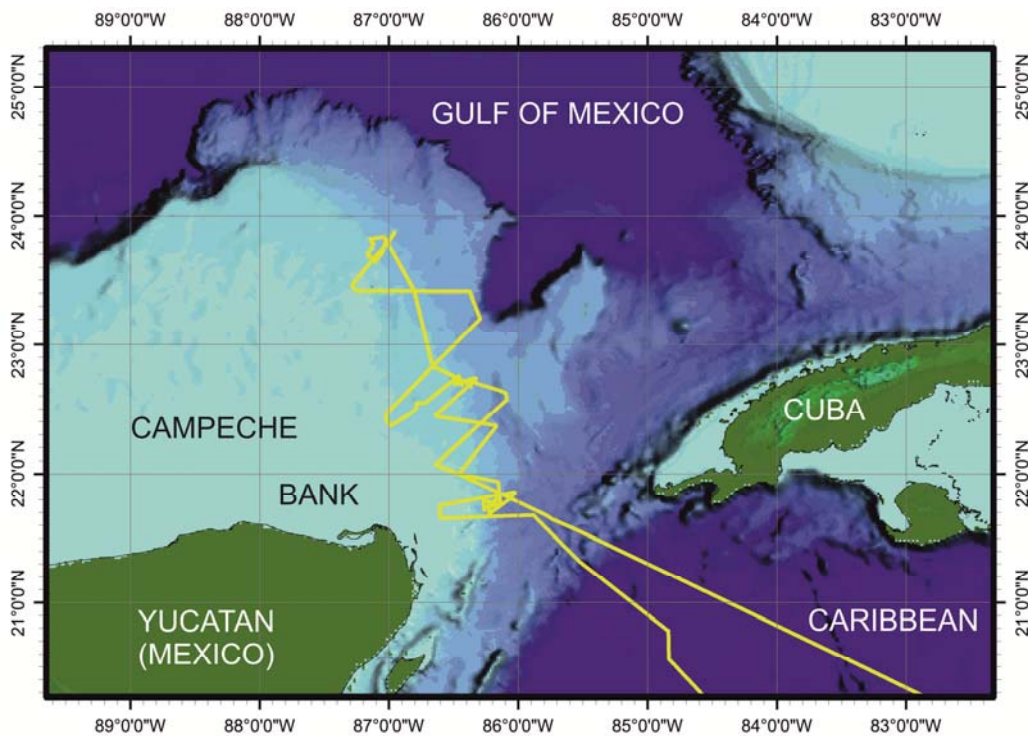 89°0'0"W 88°0'0"W 87°0'0"W 86°0'0"W 85°0'0"W 84°0'0"W 83°0'0"W
25°0'0"N 25°0'0"N
GULF OF MEXICO
24°0'0"N 24°0'0"N
23°0'0"N 23°0'0"N
CUBA
CAMPECHE
22°0'0"N 22°0'0"N
BANK
21°0'0"N 21°0'0"N
YUCATAN CARIBBEAN
(MEXICO)
89°0'0"W 88°0'0"W 87°0'0"W 86°0'0"W 85°0'0"W 84°0'0"W 83°0'0"W